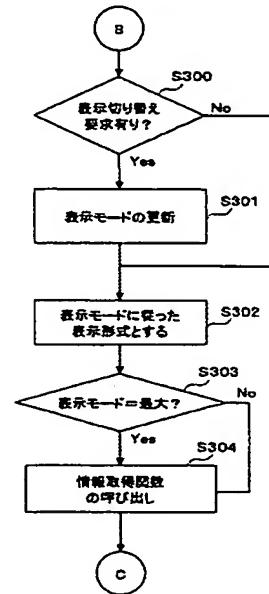 B
S300
表示切り替え
要求有り？
No
Yes
S301
表示モードの更新
表示モードに従った
表示形式とする
S302
S303
表示モード＝最大？
No
Yes
S304
情報取得関数
の呼び出し
C